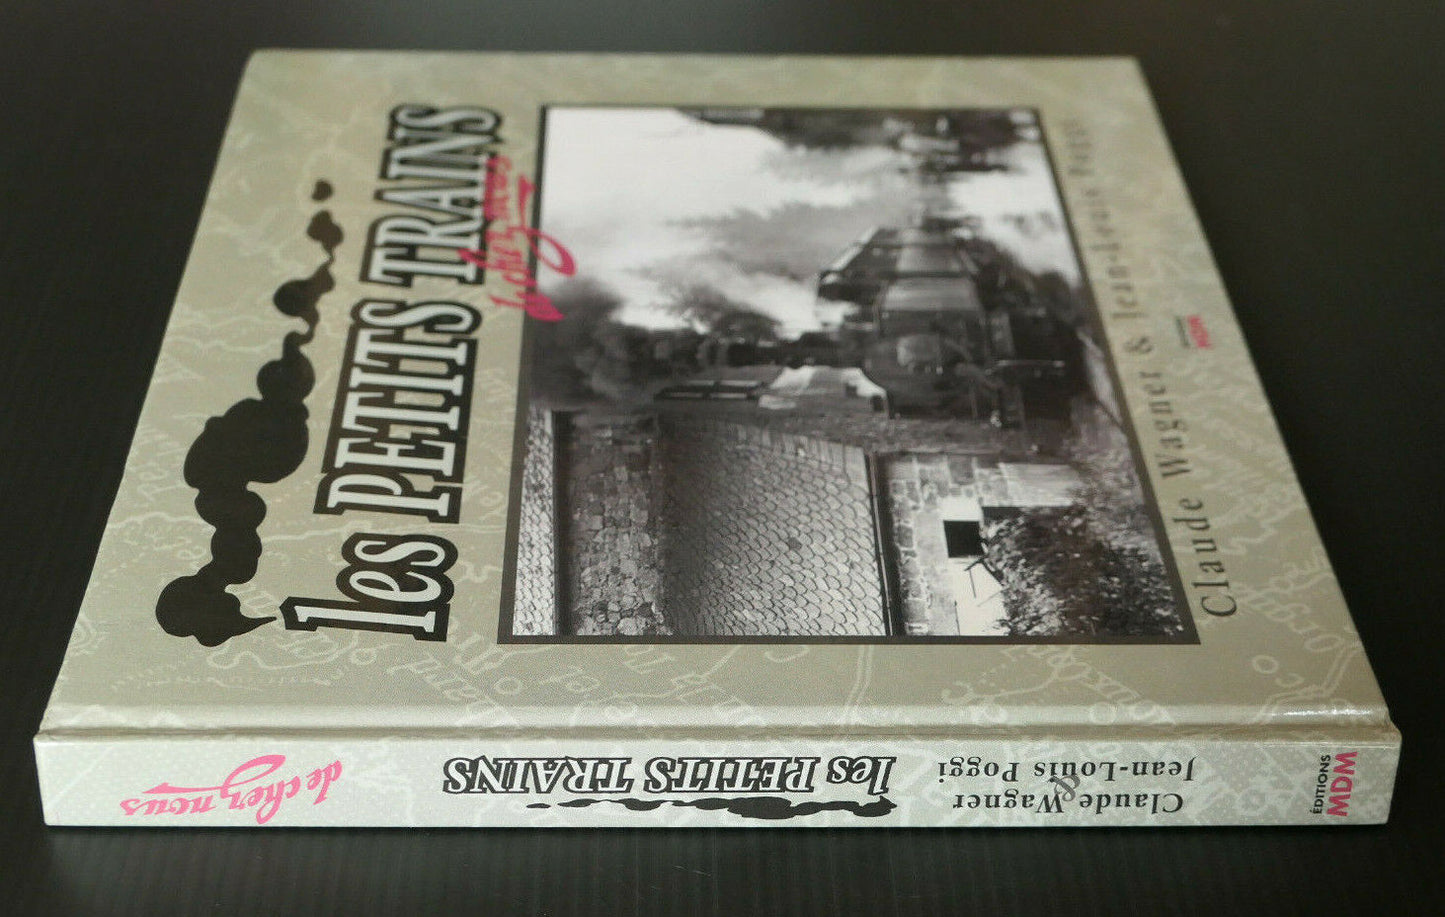 les PETITS TRAINS
de chez nous
Claude Wagner & Jean-Louis Poggi
MDM
les PETITS TRAINS
de chez nous
Claude Wagner
&
Jean-Louis Poggi
ÉDITIONS
MDM